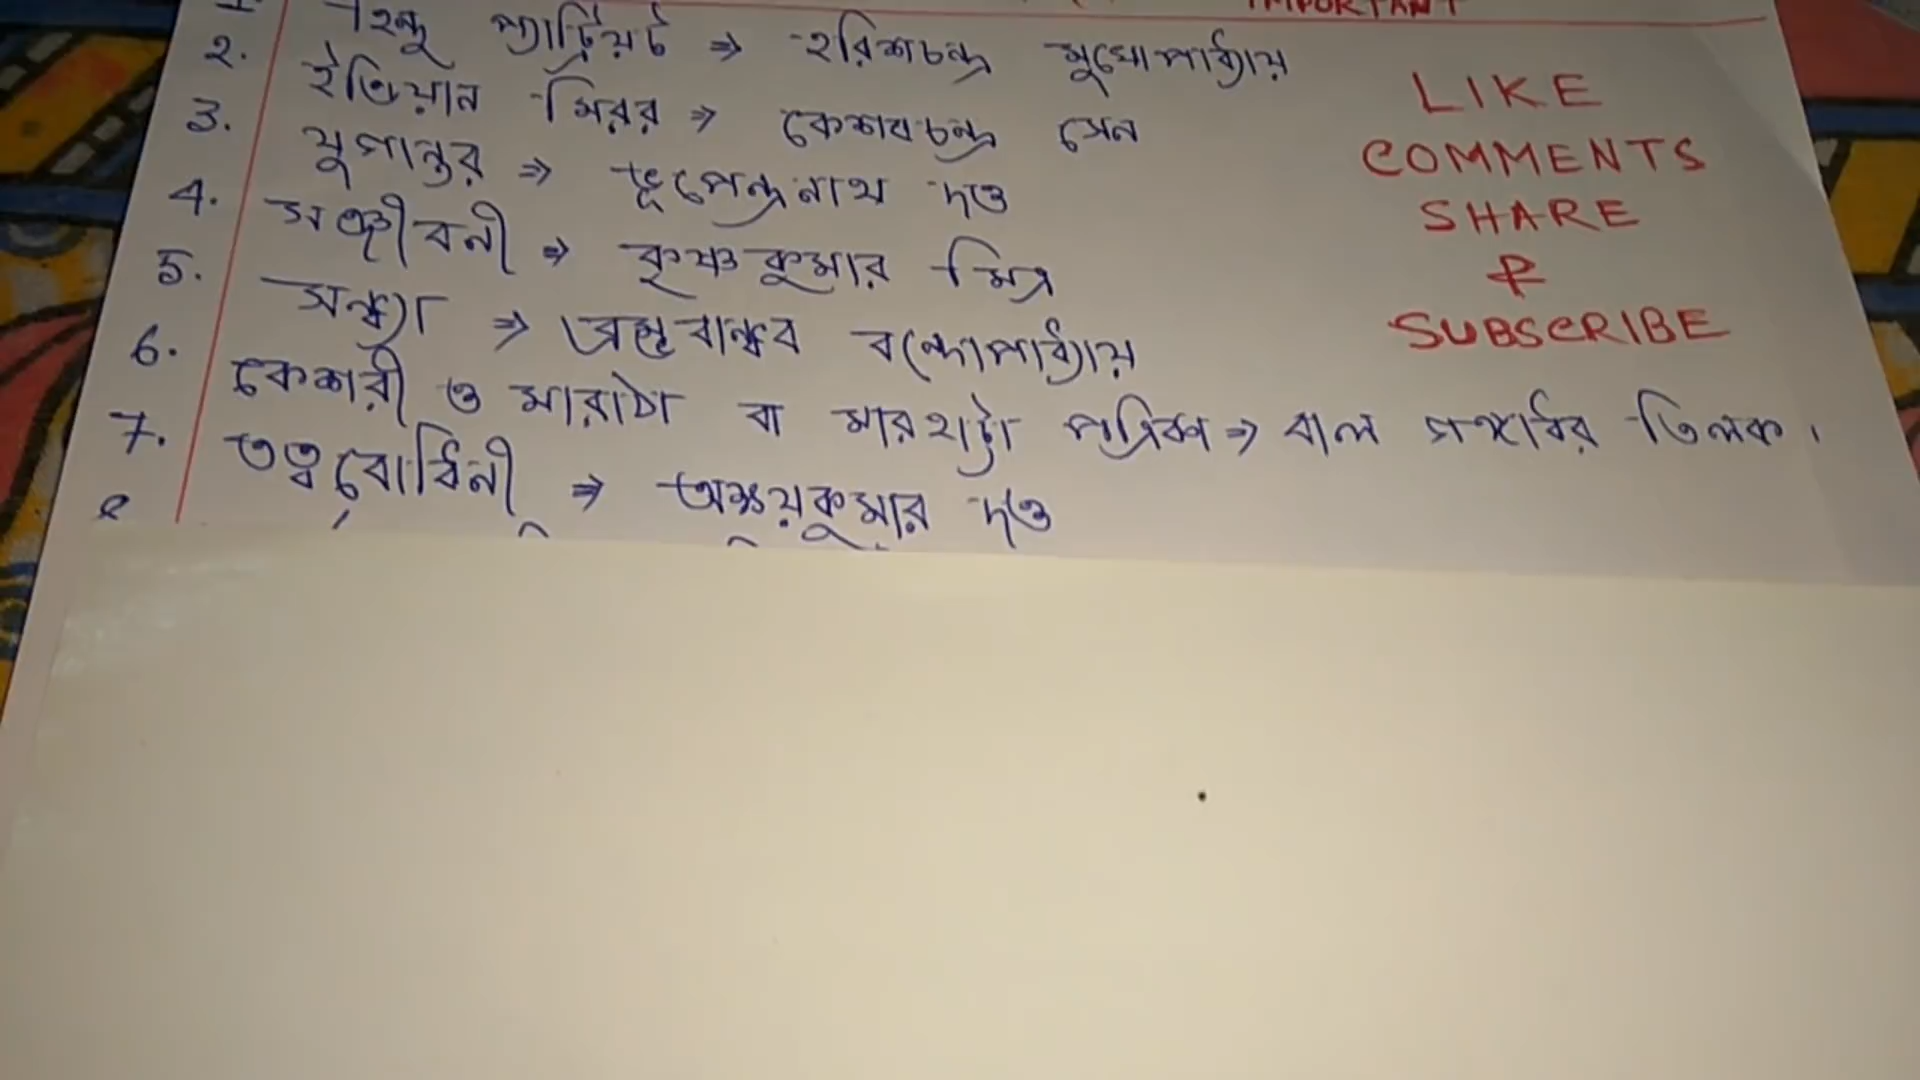 IMPORTANT
1. হিন্দু প্যাট্রিয়ট ⇒ হরিশচন্দ্র মুখোপাধ্যায়
2. ইন্ডিয়ান মিরর ⇒ কেশবচন্দ্র সেন
3. যুগান্তর ⇒ ভূপেন্দ্রনাথ দত্ত
4. সঞ্জীবনী ⇒ কৃষ্ণকুমার মিত্র
5. সন্ধ্যা ⇒ ব্রহ্মবান্ধব বন্দোপাধ্যায়
6. কেশরী ও মারাঠা বা মারহাট্টা পত্রিকা ⇒ বাল গঙ্গাধর তিলক।
7. তত্ত্ববোধিনী ⇒ অক্ষয়কুমার দত্ত
LIKE
COMMENTS
SHARE
&
SUBSCRIBE